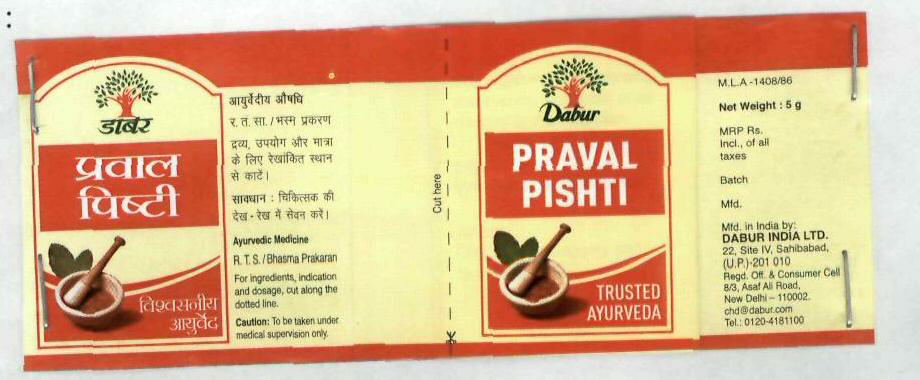 डाबर
प्रवाल
पिष्टी
विश्वसनीय
आयुर्वेद
आयुर्वेदीय औषधि
र. तं. सा. / भस्म प्रकरण
द्रव्य, उपयोग और मात्रा
के लिए रेखांकित स्थान
से काटें।
सावधान : चिकित्सक की
देख - रेख में सेवन करें।
Ayurvedic Medicine
R. T. S. / Bhasma Prakaran
For ingredients, indication
and dosage, cut along the
dotted line.
Caution: To be taken under
medical supervision only.
Cut here
Dabur
PRAVAL
PISHTI
TRUSTED
AYURVEDA
M.L.A -1408/86
Net Weight : 5 g
MRP Rs.
Incl., of all
taxes
Batch
Mfd.
Mfd. in India by:
DABUR INDIA LTD.
22, Site IV, Sahibabad,
(U.P.)-201 010
Regd. Off. & Consumer Cell
8/3, Asaf Ali Road,
New Delhi – 110002.
chd@dabur.com
Tel.: 0120-4181100